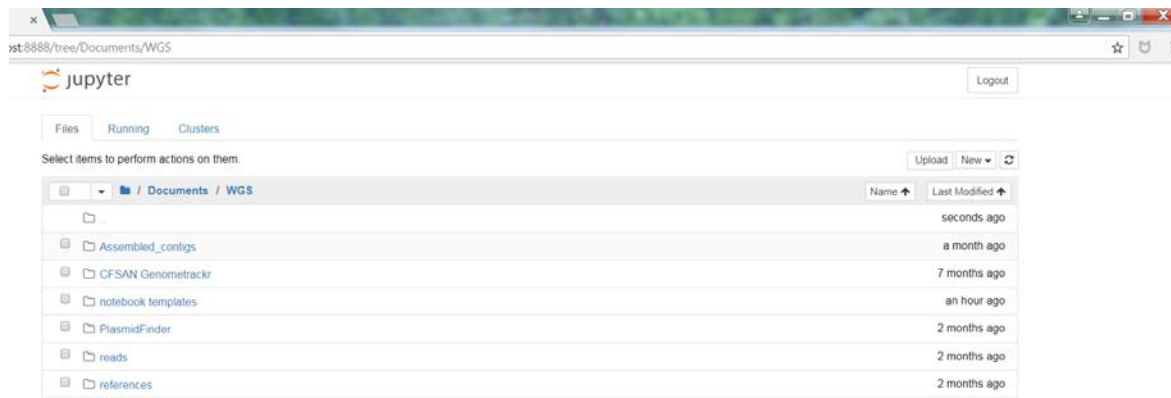 ost:8888/tree/Documents/WGS
jupyter
Logout
Files Running Clusters
Select items to perform actions on them.
Upload New
/ Documents / WGS
Name Last Modified
..
seconds ago
Assembled_contigs a month ago
CFSAN Genometrackr 7 months ago
notebook templates an hour ago
PlasmidFinder 2 months ago
reads 2 months ago
references 2 months ago